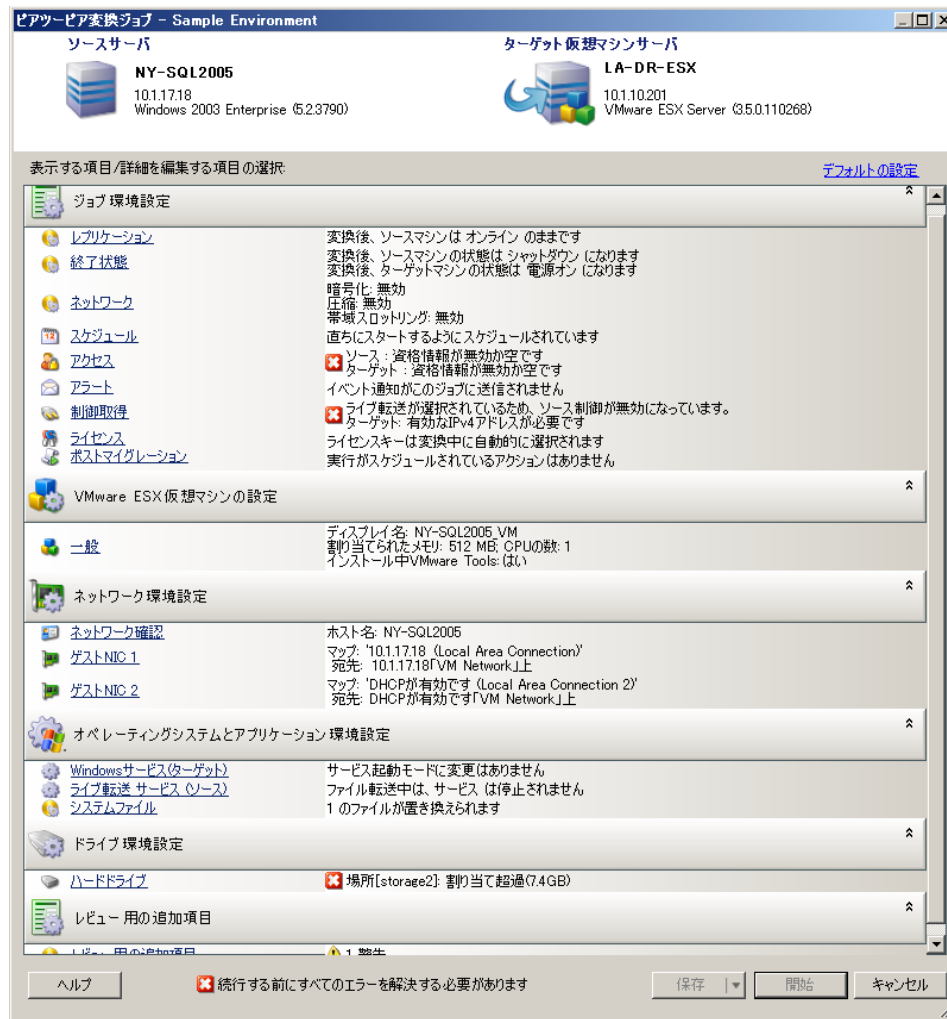 ピアツーピア変換ジョブ - Sample Environment
ソースサーバ
NY-SQL2005
10.1.17.18
Windows 2003 Enterprise (5.2.3790)
ターゲット仮想マシンサーバ
LA-DR-ESX
10.1.10.201
VMware ESX Server (3.5.0.110268)
表示する項目/詳細を編集する項目の選択:
デフォルトの設定
ジョブ環境設定
レプリケーション
変換後、ソースマシンは オンライン のままです
終了状態
変換後、ソースマシンの状態は シャットダウン になります
変換後、ターゲットマシンの状態は 電源オン になります
ネットワーク
暗号化: 無効
圧縮: 無効
帯域スロットリング: 無効
スケジュール
直ちにスタートするようにスケジュールされています
アクセス
ソース : 資格情報が無効か空です
ターゲット : 資格情報が無効か空です
アラート
イベント通知がこのジョブに送信されません
制御取得
ライブ転送が選択されているため、ソース制御が無効になっています。
ターゲット: 有効なIPv4アドレスが必要です
ライセンス
ライセンスキーは変換中に自動的に選択されます
ポストマイグレーション
実行がスケジュールされているアクションはありません
VMware ESX仮想マシンの設定
一般
ディスプレイ名: NY-SQL2005_VM
割り当てられたメモリ: 512 MB; CPUの数: 1
インストール中VMware Tools: はい
ネットワーク環境設定
ネットワーク確認
ホスト名: NY-SQL2005
ゲストNIC 1
マップ: '10.1.17.18 (Local Area Connection)'
宛先: 10.1.17.18「VM Network」上
ゲストNIC 2
マップ: 'DHCPが有効です (Local Area Connection 2)'
宛先: DHCPが有効です「VM Network」上
オペレーティングシステムとアプリケーション環境設定
Windowsサービス(ターゲット)
サービス起動モードに変更はありません
ライブ転送 サービス (ソース)
ファイル転送中は、サービス は停止されません
システムファイル
1 のファイルが置き換えられます
ドライブ環境設定
ハードドライブ
場所[storage2]: 割り当て超過(7.4GB)
レビュー用の追加項目
レビュー 用の追加項目
1 警告
ヘルプ
続行する前にすべてのエラーを解決する必要があります
保存
開始
キャンセル